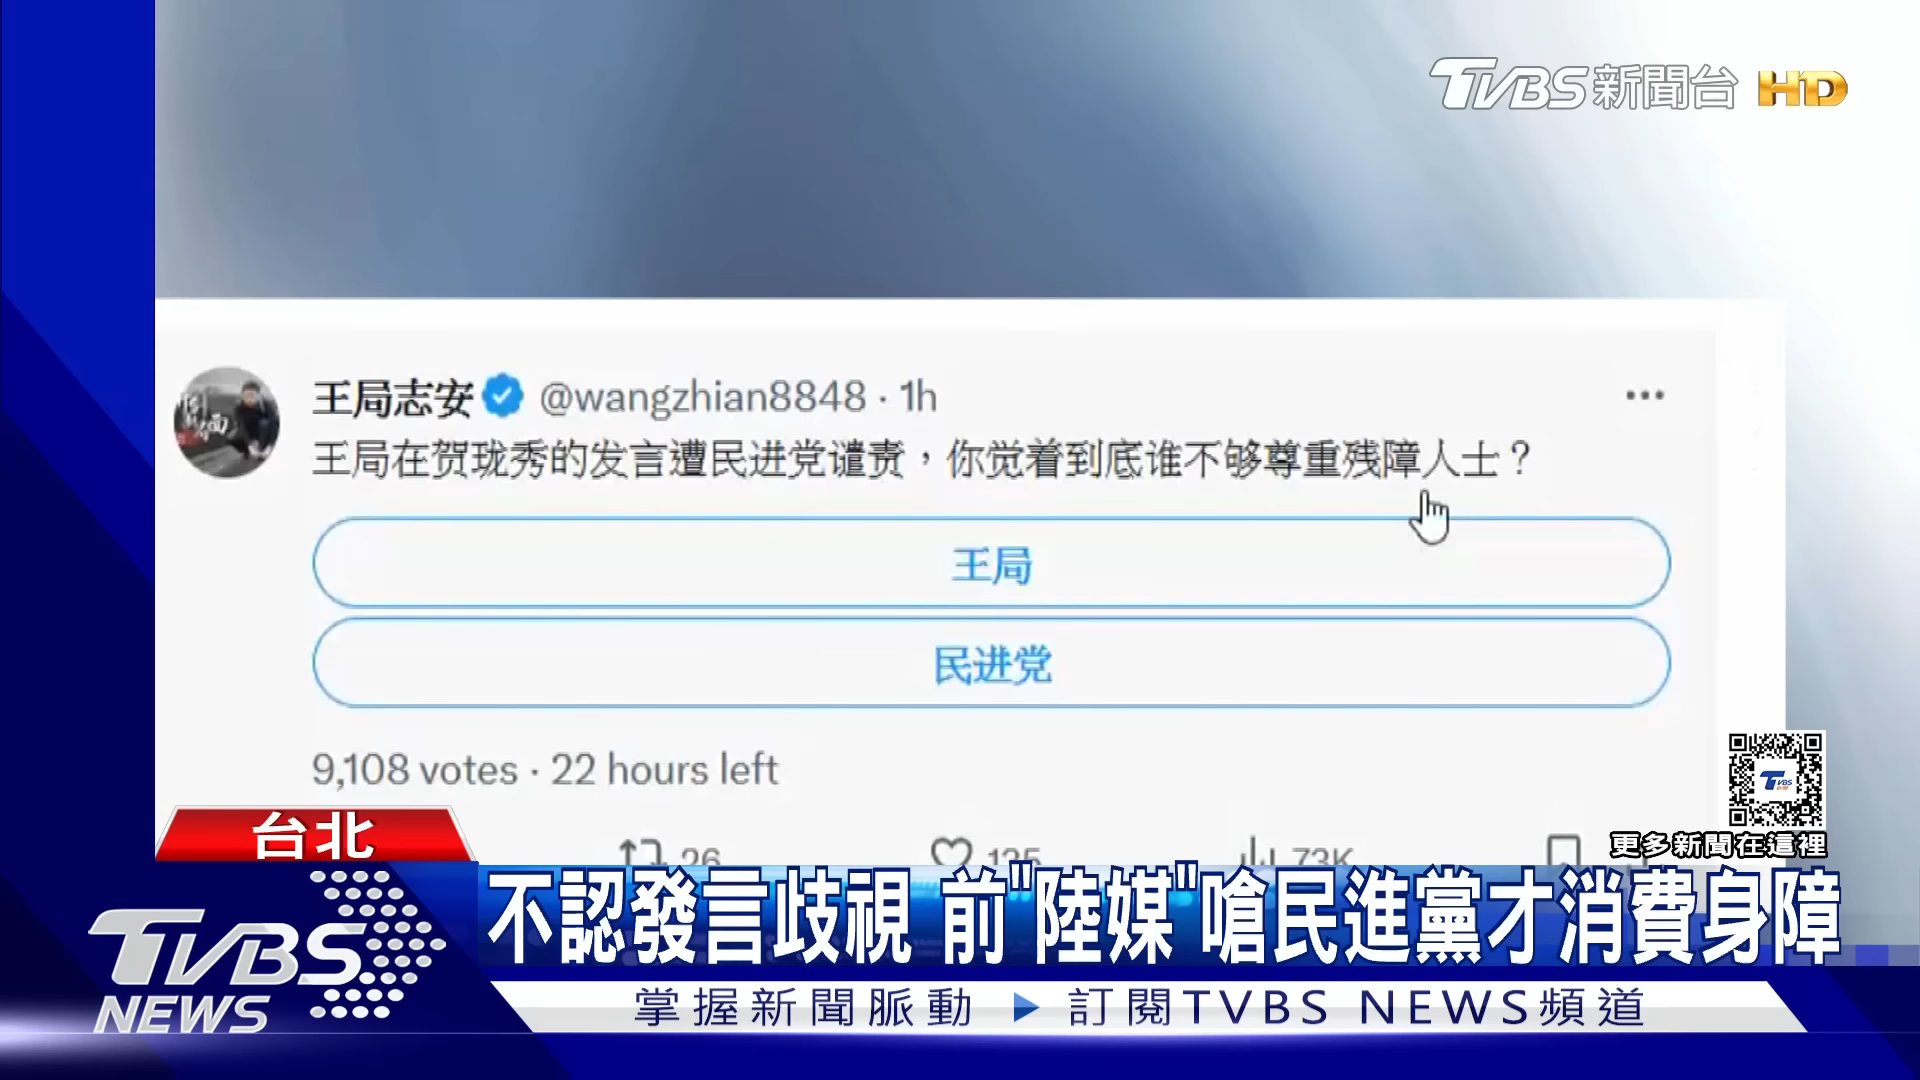 TVBS新聞台 HD
王局志安 @wangzhian8848 · 1h
王局在贺珑秀的发言遭民进党谴责，你觉着到底谁不够尊重残障人士？
王局
民进党
9,108 votes · 22 hours left
26 135 73K
TVBS
更多新聞在這裡
台北
不認發言歧視 前"陸媒"嗆民進黨才消費身障
TVBS
NEWS
掌握新聞脈動 ▶ 訂閱TVBS NEWS頻道